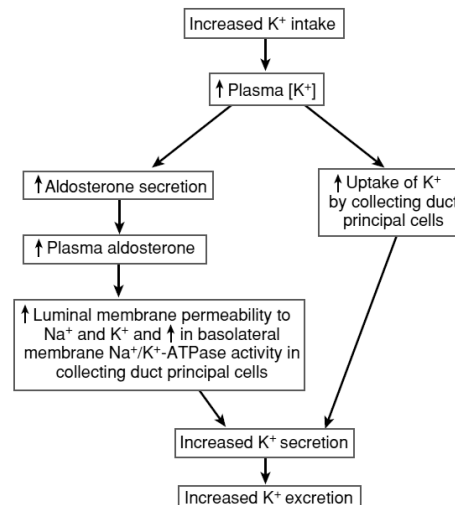 Increased K⁺ intake
↑ Plasma [K⁺]
↑ Aldosterone secretion
↑ Uptake of K⁺
by collecting duct
principal cells
↑ Plasma aldosterone
↑ Luminal membrane permeability to
Na⁺ and K⁺ and ↑ in basolateral
membrane Na⁺/K⁺-ATPase activity in
collecting duct principal cells
Increased K⁺ secretion
Increased K⁺ excretion